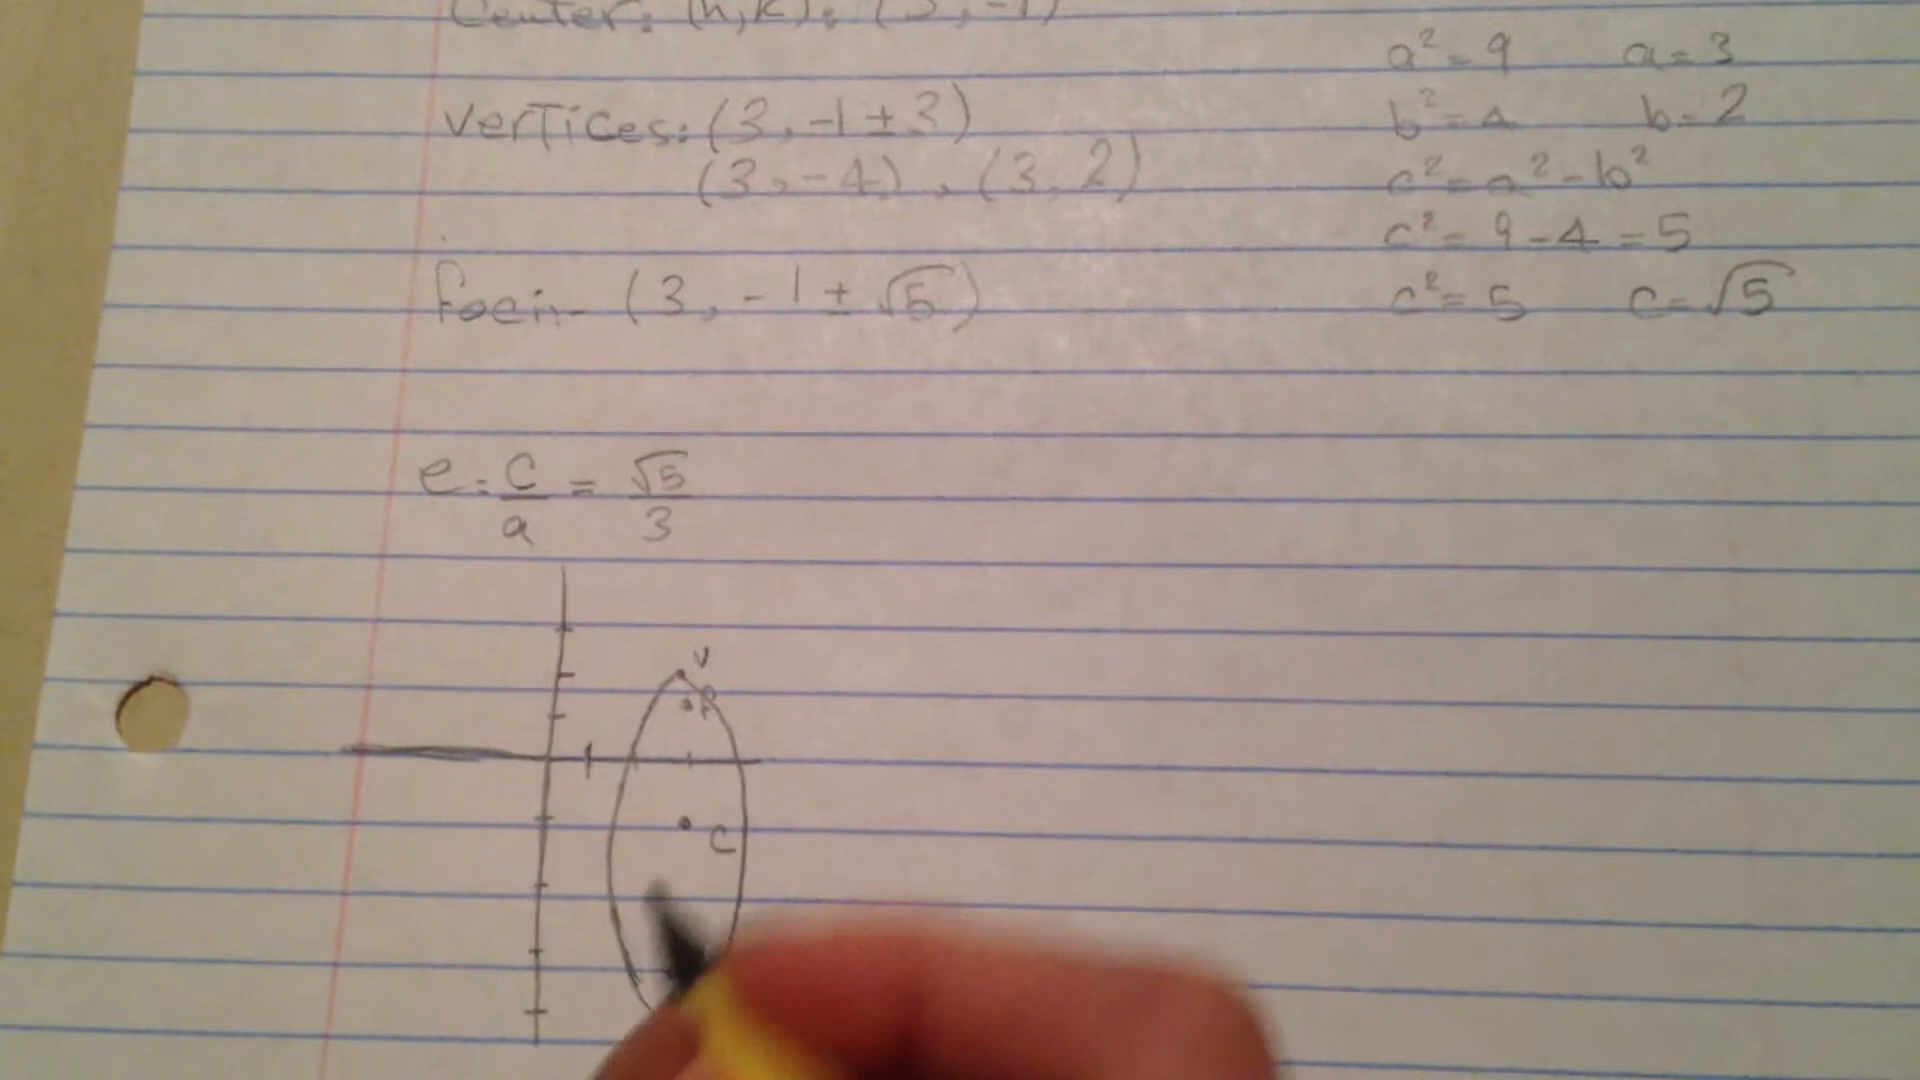 Center: (h,k): (3,-1)
a² = 9 a = 3
Vertices: (3, -1 ± 3)
b² = 4 b = 2
(3, -4), (3, 2)
c² = a² - b²
c² = 9 - 4 = 5
foci:- (3, -1 ± √5)
c² = 5 c = √5
e = c/a = √5/3
V
F
C